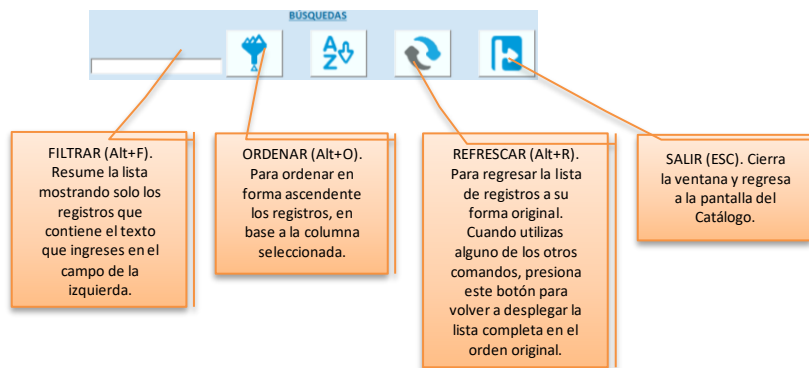 BÚSQUEDAS
A
Z
FILTRAR (Alt+F).
Resume la lista
mostrando solo los
registros que
contiene el texto
que ingreses en el
campo de la
izquierda.
ORDENAR (Alt+O).
Para ordenar en
forma ascendente
los registros, en
base a la columna
seleccionada.
REFRESCAR (Alt+R).
Para regresar la lista
de registros a su
forma original.
Cuando utilizas
alguno de los otros
comandos, presiona
este botón para
volver a desplegar la
lista completa en el
orden original.
SALIR (ESC). Cierra
la ventana y regresa
a la pantalla del
Catálogo.